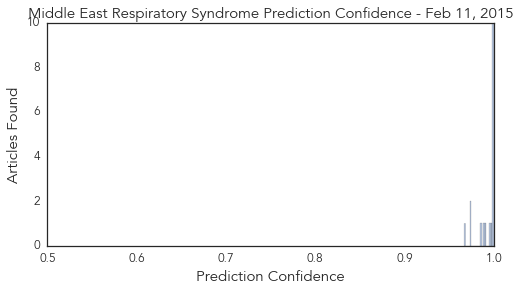 Middle East Respiratory Syndrome Prediction Confidence - Feb 11, 2015
10
8
6
4
2
0
Articles Found
0.5 0.6 0.7 0.8 0.9 1.0
Prediction Confidence